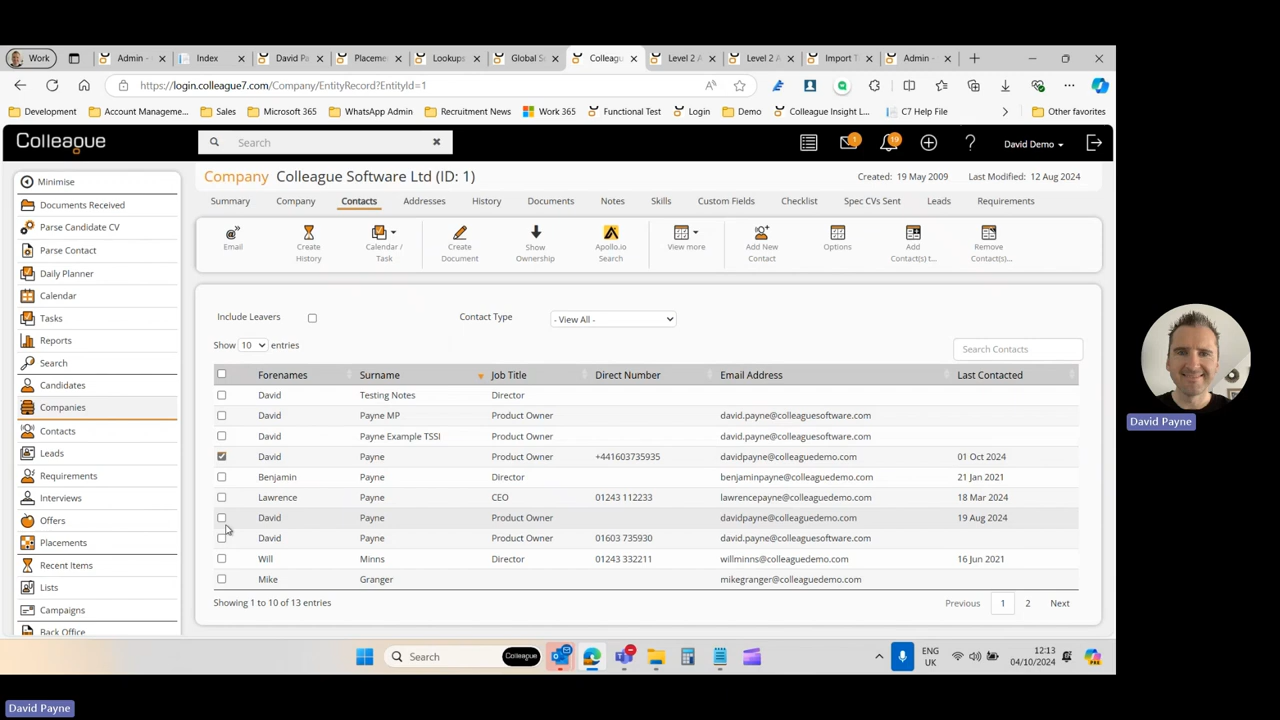 Work
Admin -
Index
David Pa
Placeme
Lookups
Global S
Colleagu
Level 2 A
Level 2 A
Import T
Admin -
https://login.colleague7.com/Company/EntityRecord?EntityId=1
Development
Account Manageme...
Sales
Microsoft 365
WhatsApp Admin
Recruitment News
Work 365
Functional Test
Login
Demo
Colleague Insight L...
C7 Help File
Other favorites
Colleague
Search
1
19
David Demo
Minimise
Documents Received
Parse Candidate CV
Parse Contact
Daily Planner
Calendar
Tasks
Reports
Search
Candidates
Companies
Contacts
Leads
Requirements
Interviews
Offers
Placements
Recent Items
Lists
Campaigns
Back Office
Company Colleague Software Ltd (ID: 1)
Created: 19 May 2009 Last Modified: 12 Aug 2024
Summary Company Contacts Addresses History Documents Notes Skills Custom Fields Checklist Spec CVs Sent Leads Requirements
Email
Create History
Calendar / Task
Create Document
Show Ownership
Apollo.io Search
View more
Add New Contact
Options
Add Contact(s) t...
Remove Contact(s)...
Include Leavers
Contact Type - View All -
Show 10 entries
Search Contacts
Forenames Surname Job Title Direct Number Email Address Last Contacted
David Testing Notes Director
David Payne MP Product Owner david.payne@colleaguesoftware.com
David Payne Example TSSI Product Owner david.payne@colleaguesoftware.com
David Payne Product Owner +441603735935 davidpayne@colleaguedemo.com 01 Oct 2024
Benjamin Payne Director benjaminpayne@colleaguedemo.com 21 Jan 2021
Lawrence Payne CEO 01243 112233 lawrencepayne@colleaguedemo.com 18 Mar 2024
David Payne Product Owner davidpayne@colleaguedemo.com 19 Aug 2024
David Payne Product Owner 01603 735930 david.payne@colleaguesoftware.com
Will Minns Director 01243 332211 willminns@colleaguedemo.com 16 Jun 2021
Mike Granger mikegranger@colleaguedemo.com
Showing 1 to 10 of 13 entries
Previous 1 2 Next
Search
Colleague
ENG
UK
12:13
04/10/2024
David Payne
David Payne